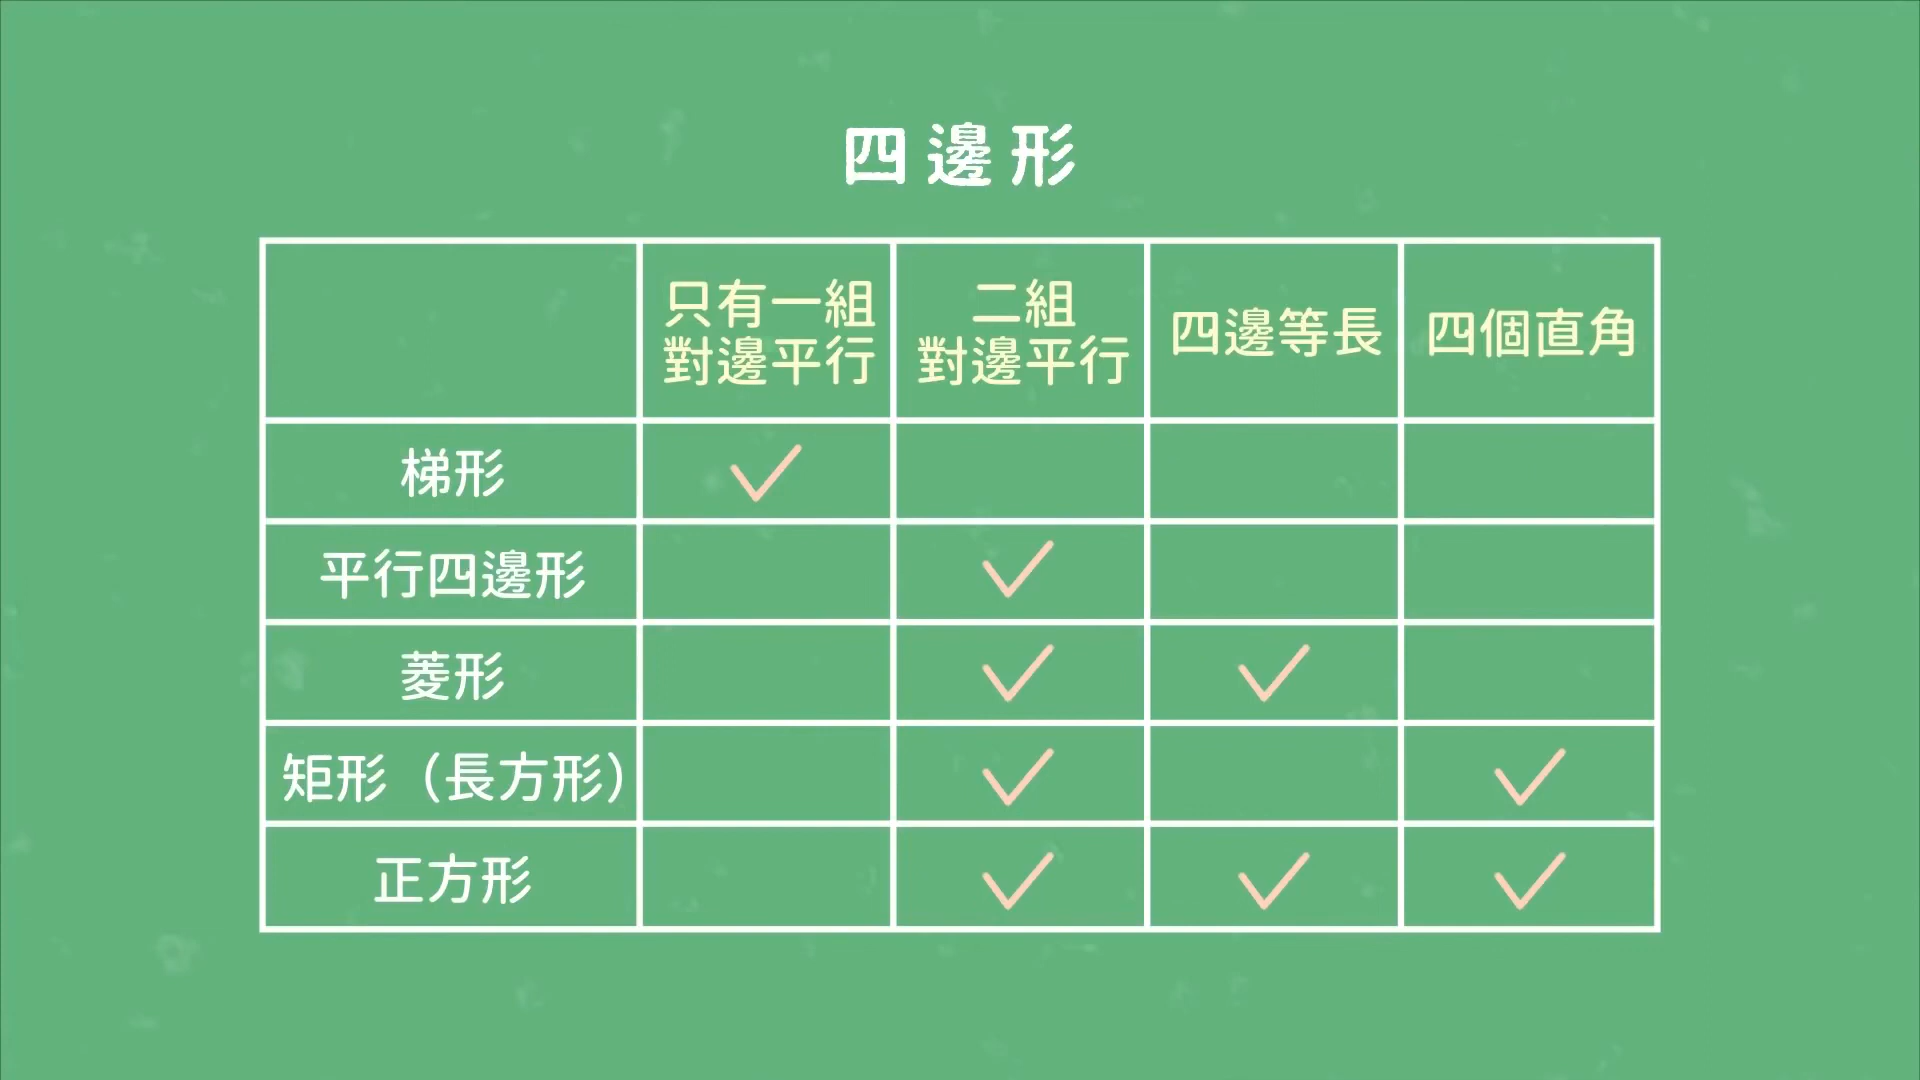 四邊形
只有一組
對邊平行
二組
對邊平行
四邊等長
四個直角
梯形
平行四邊形
菱形
矩形（長方形）
正方形